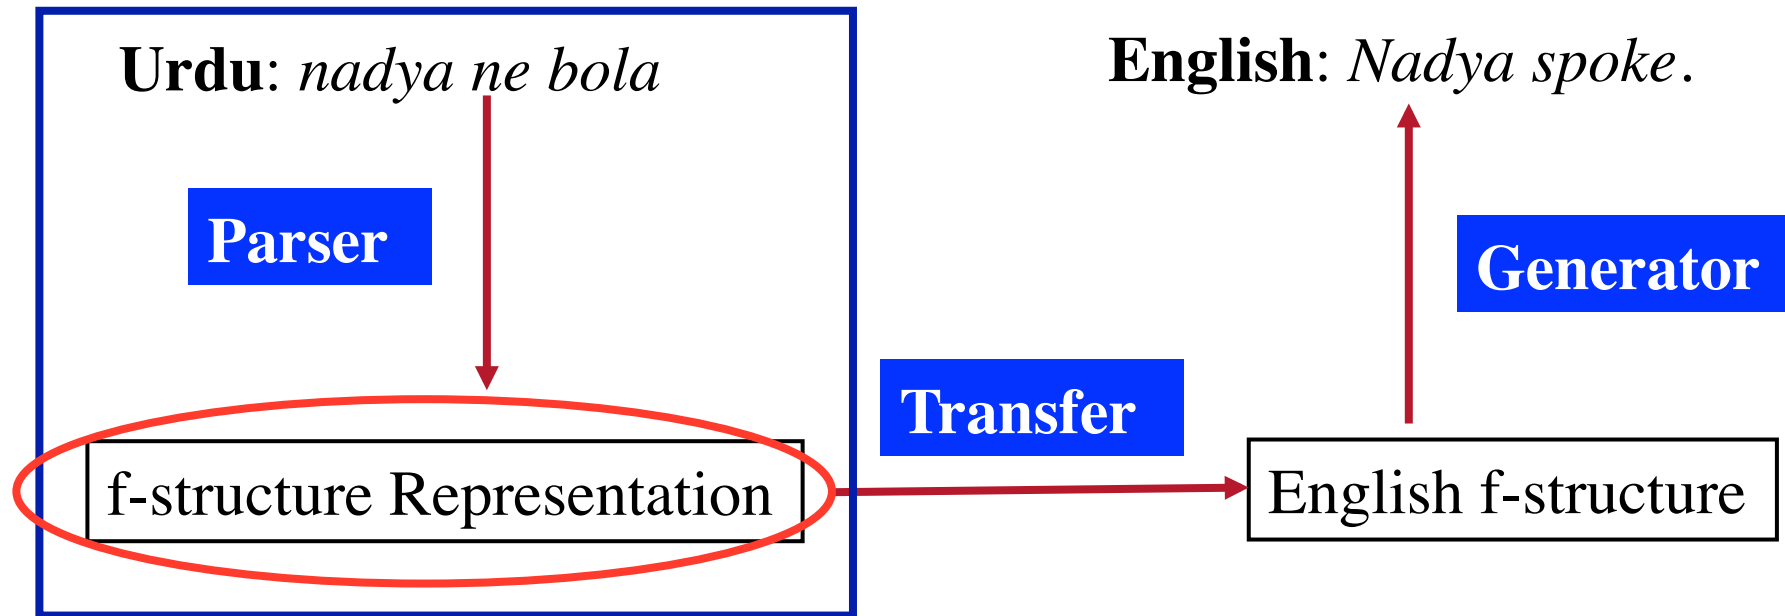 Urdu: nadya ne bola
English: Nadya spoke.
Parser
Generator
Transfer
f-structure Representation
English f-structure